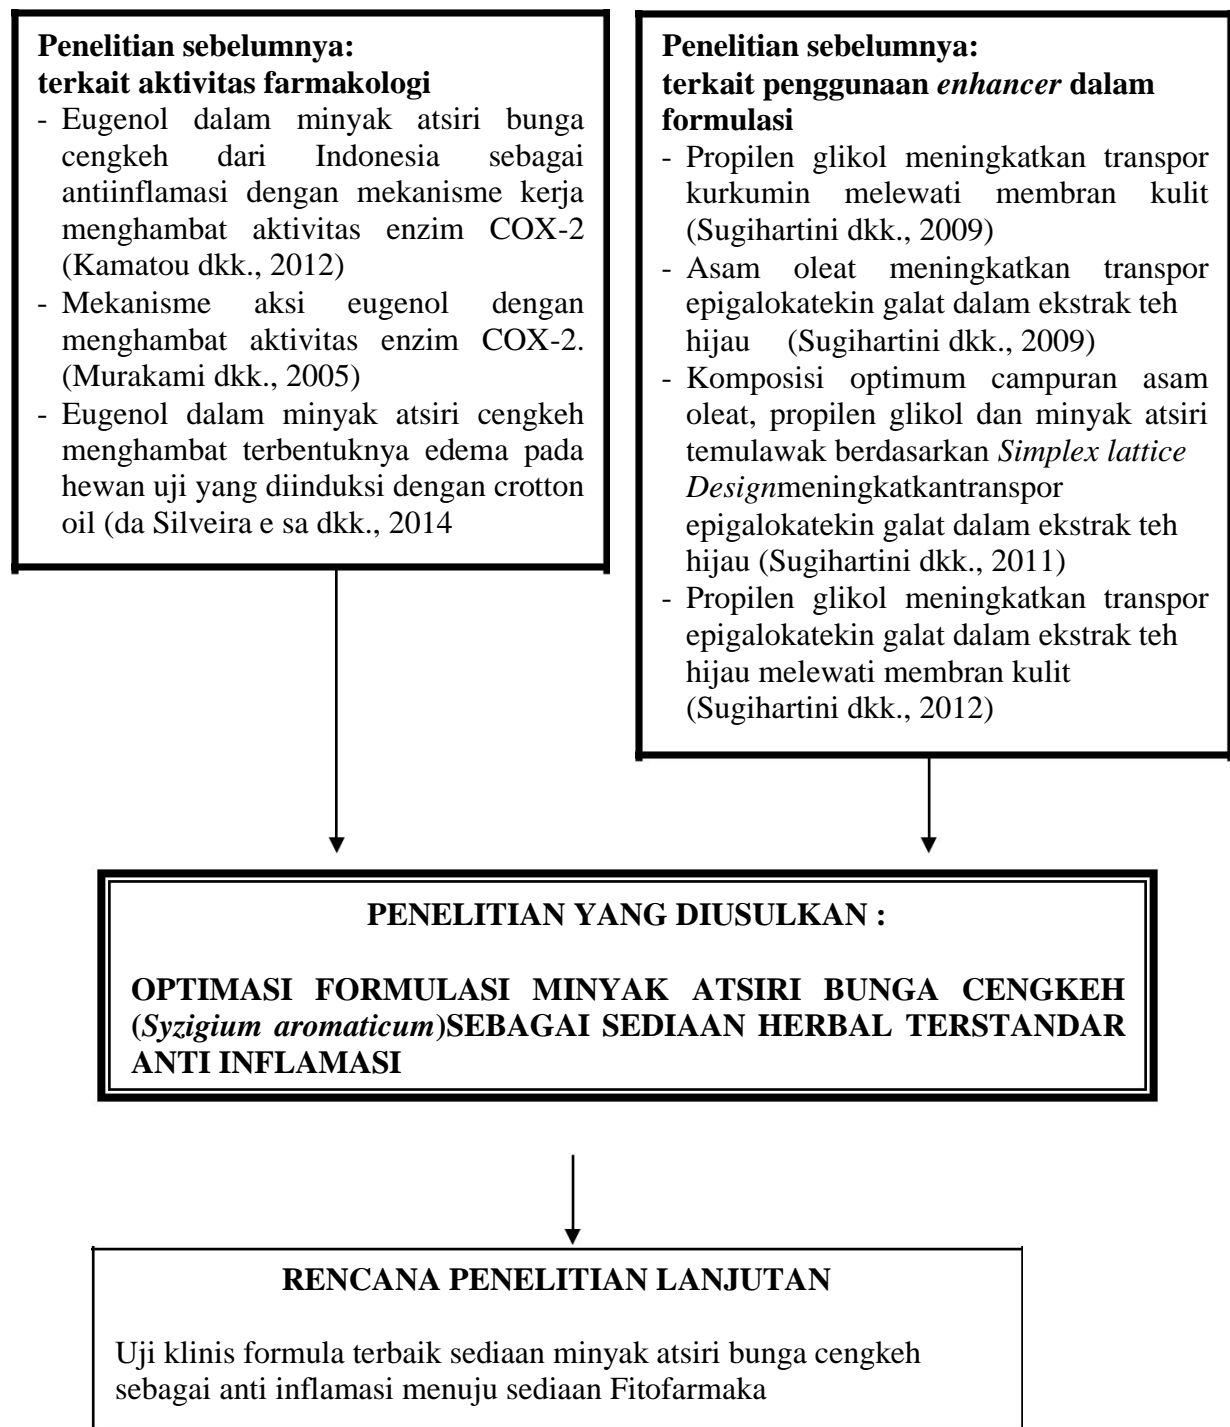 Penelitian sebelumnya:
terkait aktivitas farmakologi
- Eugenol dalam minyak atsiri bunga
cengkeh dari Indonesia sebagai
antiinflamasi dengan mekanisme kerja
menghambat aktivitas enzim COX-2
(Kamatou dkk., 2012)
- Mekanisme aksi eugenol dengan
menghambat aktivitas enzim COX-2.
(Murakami dkk., 2005)
- Eugenol dalam minyak atsiri cengkeh
menghambat terbentuknya edema pada
hewan uji yang diinduksi dengan crotton
oil (da Silveira e sa dkk., 2014
Penelitian sebelumnya:
terkait penggunaan enhancer dalam
formulasi
- Propilen glikol meningkatkan transpor
kurkumin melewati membran kulit
(Sugihartini dkk., 2009)
- Asam oleat meningkatkan transpor
epigalokatekin galat dalam ekstrak teh
hijau (Sugihartini dkk., 2009)
- Komposisi optimum campuran asam
oleat, propilen glikol dan minyak atsiri
temulawak berdasarkan Simplex lattice
Designmeningkatkantranspor
epigalokatekin galat dalam ekstrak teh
hijau (Sugihartini dkk., 2011)
- Propilen glikol meningkatkan transpor
epigalokatekin galat dalam ekstrak teh
hijau melewati membran kulit
(Sugihartini dkk., 2012)
PENELITIAN YANG DIUSULKAN :
OPTIMASI FORMULASI MINYAK ATSIRI BUNGA CENGKEH
(Syzigium aromaticum)SEBAGAI SEDIAAN HERBAL TERSTANDAR
ANTI INFLAMASI
RENCANA PENELITIAN LANJUTAN
Uji klinis formula terbaik sediaan minyak atsiri bunga cengkeh
sebagai anti inflamasi menuju sediaan Fitofarmaka